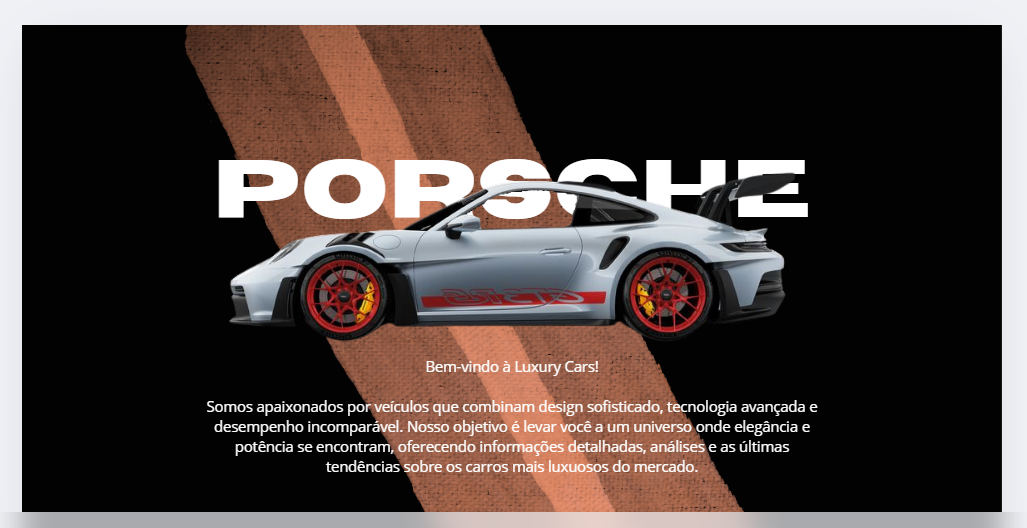 PORSCHE
GT3 RS
Bem-vindo à Luxury Cars!
Somos apaixonados por veículos que combinam design sofisticado, tecnologia avançada e
desempenho incomparável. Nosso objetivo é levar você a um universo onde elegância e
potência se encontram, oferecendo informações detalhadas, análises e as últimas
tendências sobre os carros mais luxuosos do mercado.